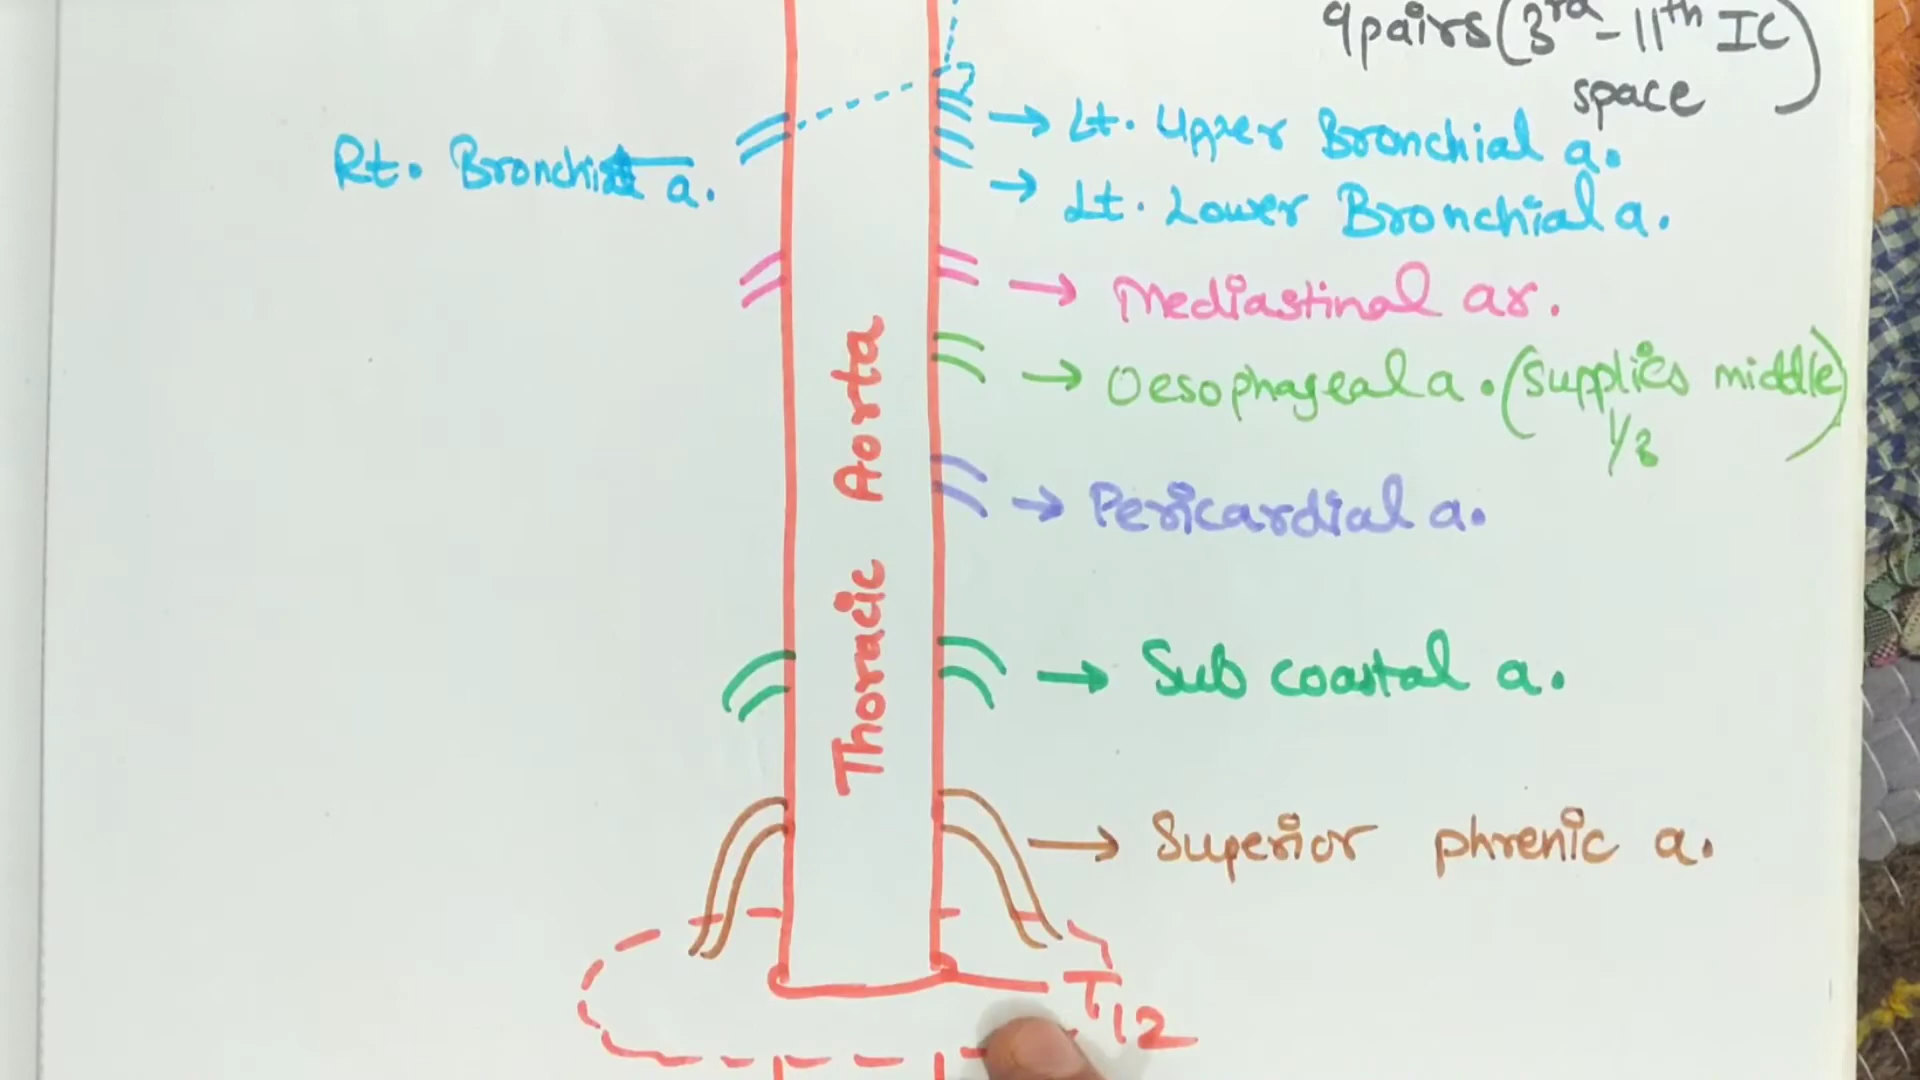 9pairs (3rd - 11th IC
space)
Lt. Upper Bronchial a.
Rt. Bronchial a.
Lt. Lower Bronchial a.
Mediastinal ar.
Oesophageal a. (supplies middle
1/3)
Pericardial a.
Thoracic Aorta
Sub coastal a.
Superior phrenic a.
T12